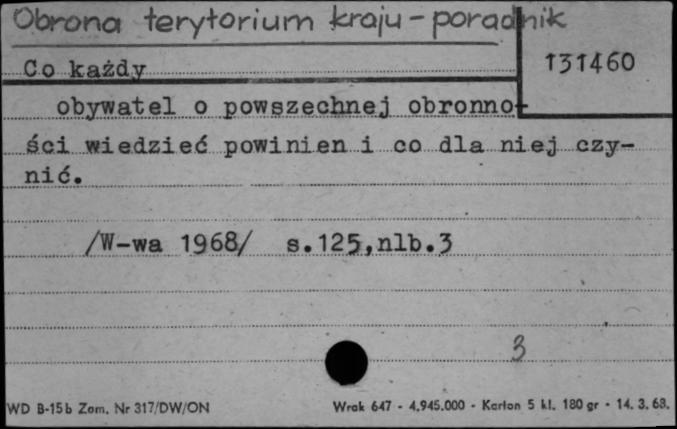 Obrona terytorium kraju - poradnik
Co każdy
131460
obywatel o powszechnej obronno-
ści wiedzieć powinien i co dla niej czy-
nić.
/W-wa 1968/ s.125,nlb.3
3
WD B-15b Zam. Nr 317/DW/ON
Wrak 647 - 4.945.000 - Karton 5 kl. 180 gr - 14. 3. 68.